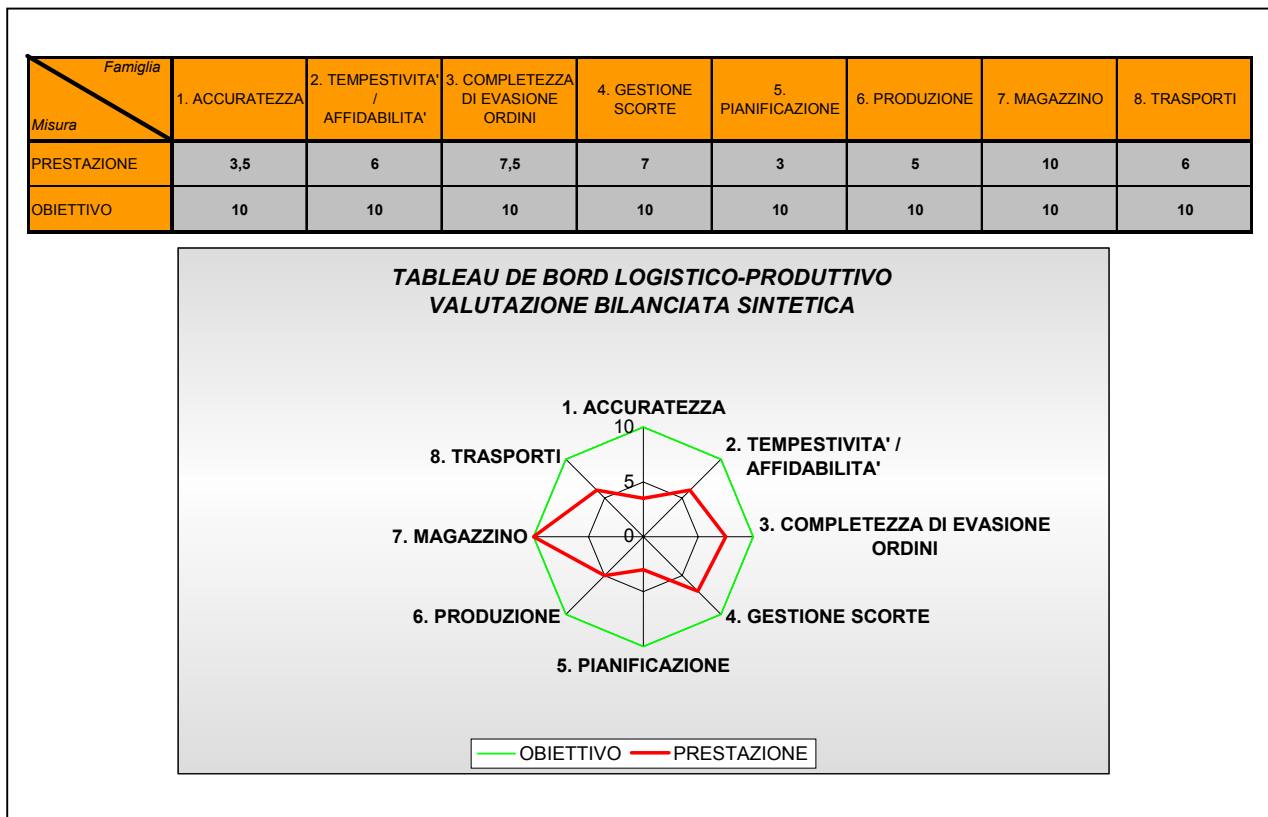 Famiglia
Misura
1. ACCURATEZZA
2. TEMPESTIVITA'
/
AFFIDABILITA'
3. COMPLETEZZA
DI EVASIONE
ORDINI
4. GESTIONE
SCORTE
5.
PIANIFICAZIONE
6. PRODUZIONE
7. MAGAZZINO
8. TRASPORTI
PRESTAZIONE 3,5 6 7,5 7 3 5 10 6
OBIETTIVO 10 10 10 10 10 10 10 10
TABLEAU DE BORD LOGISTICO-PRODUTTIVO
VALUTAZIONE BILANCIATA SINTETICA
1. ACCURATEZZA
10
5
0
2. TEMPESTIVITA' /
AFFIDABILITA'
3. COMPLETEZZA DI EVASIONE
ORDINI
4. GESTIONE SCORTE
5. PIANIFICAZIONE
6. PRODUZIONE
7. MAGAZZINO
8. TRASPORTI
OBIETTIVO PRESTAZIONE